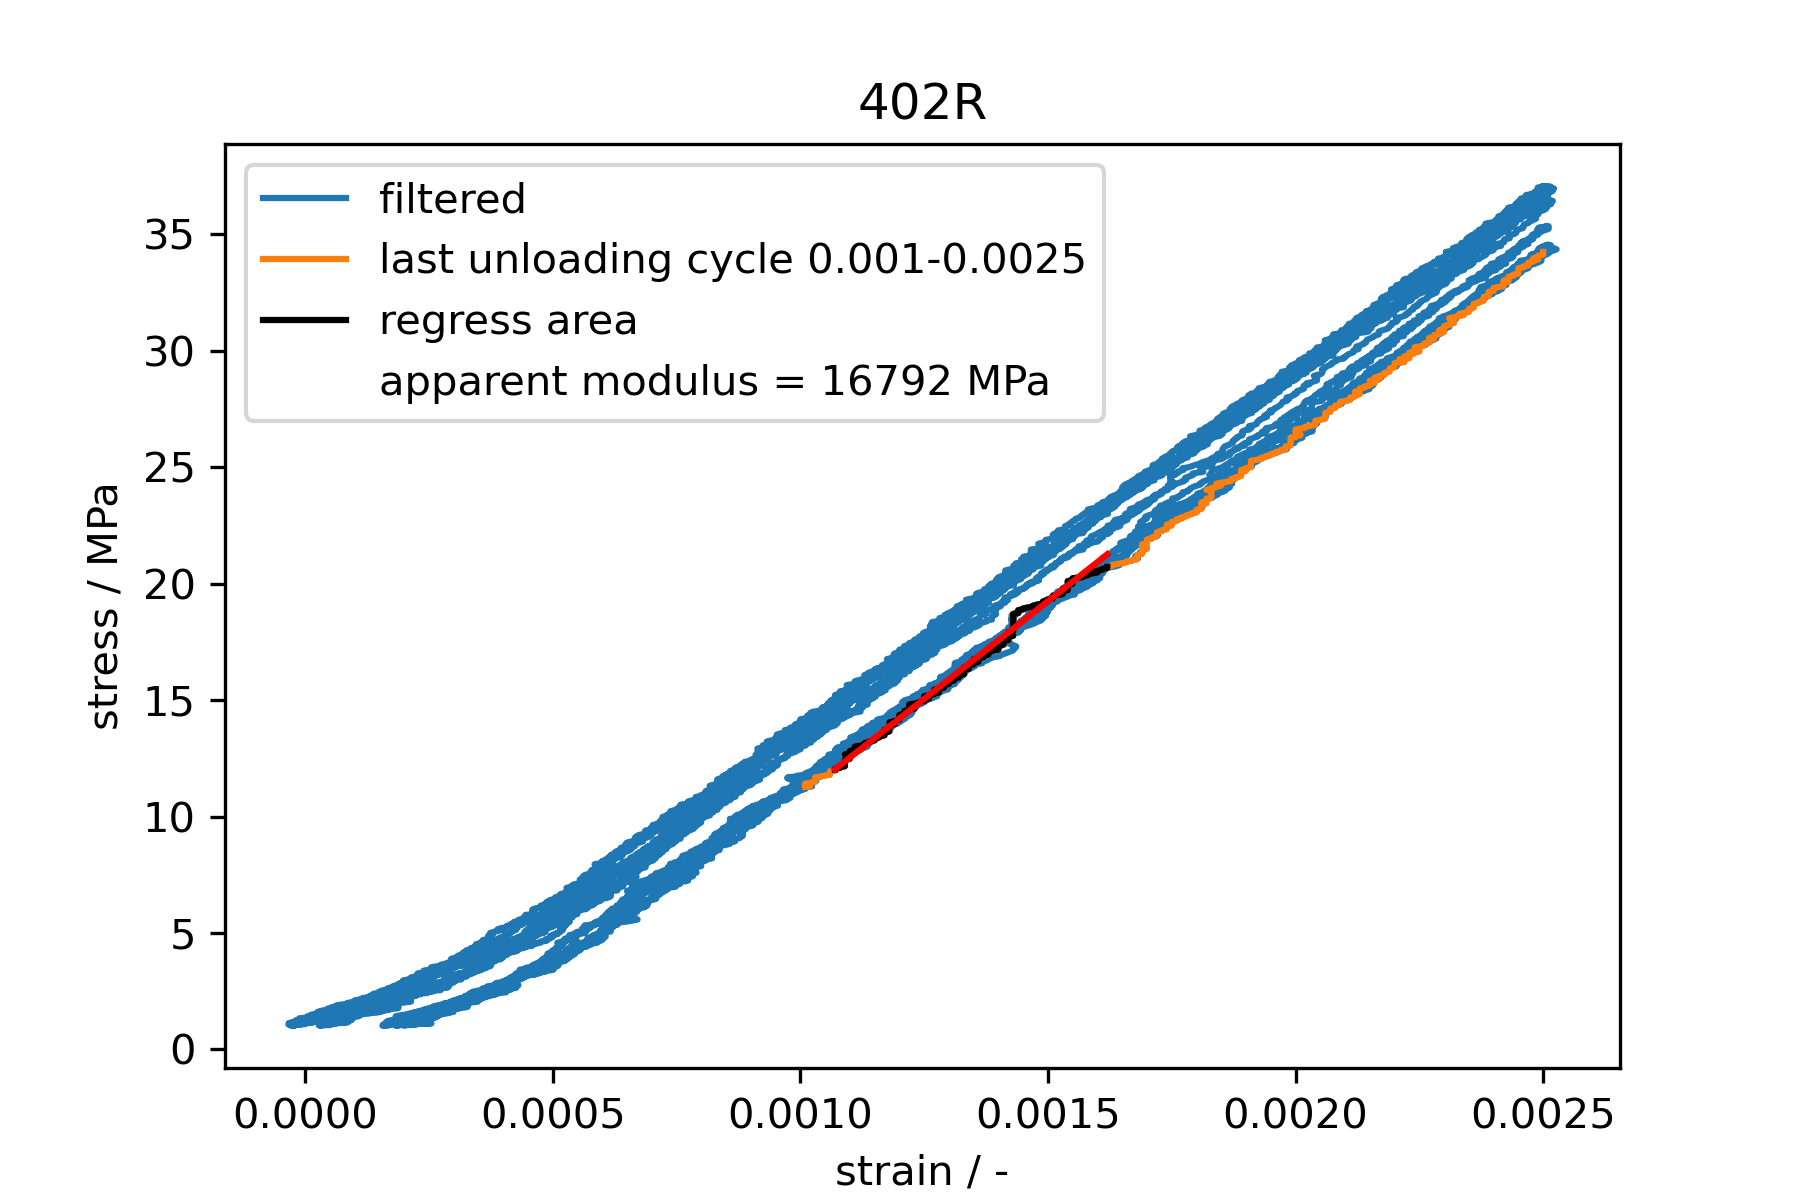 402R
filtered
last unloading cycle 0.001-0.0025
regress area
apparent modulus = 16792 MPa
stress / MPa
35
30
25
20
15
10
5
0
0.0000 0.0005 0.0010 0.0015 0.0020 0.0025
strain / -